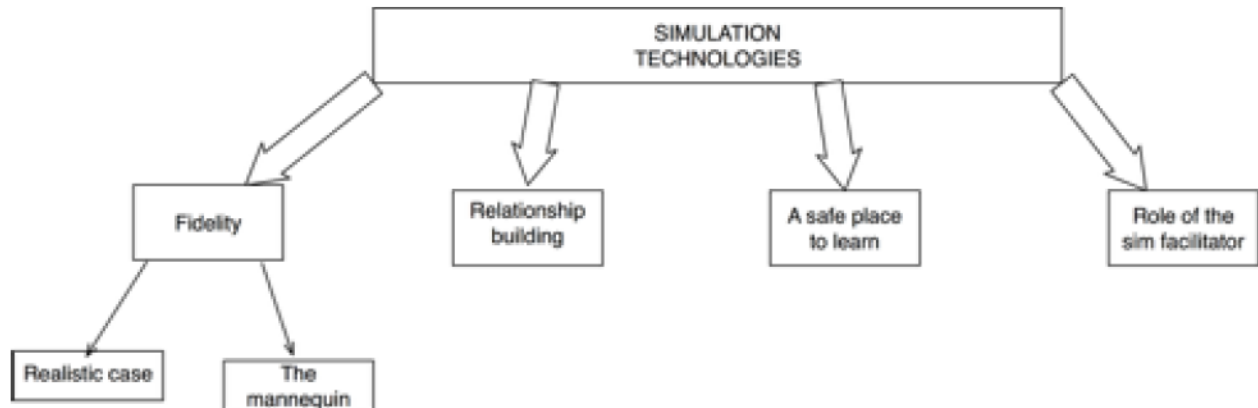 SIMULATION
TECHNOLOGIES
Fidelity
Relationship
building
A safe place
to learn
Role of the
sim facilitator
Realistic case
The
mannequin